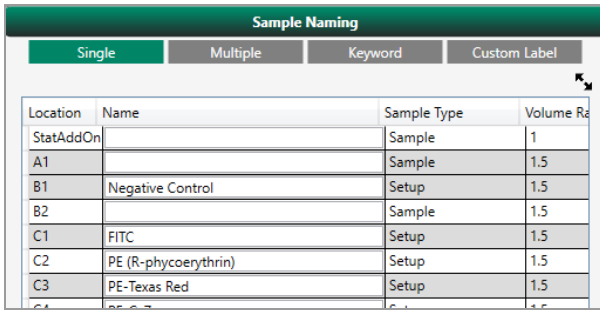 Sample Naming
Single Multiple Keyword Custom Label
Location Name Sample Type Volume Ra
StatAddOn Sample 1
A1 Sample 1.5
B1 Negative Control Setup 1.5
B2 Sample 1.5
C1 FITC Setup 1.5
C2 PE (R-phycoerythrin) Setup 1.5
C3 PE-Texas Red Setup 1.5